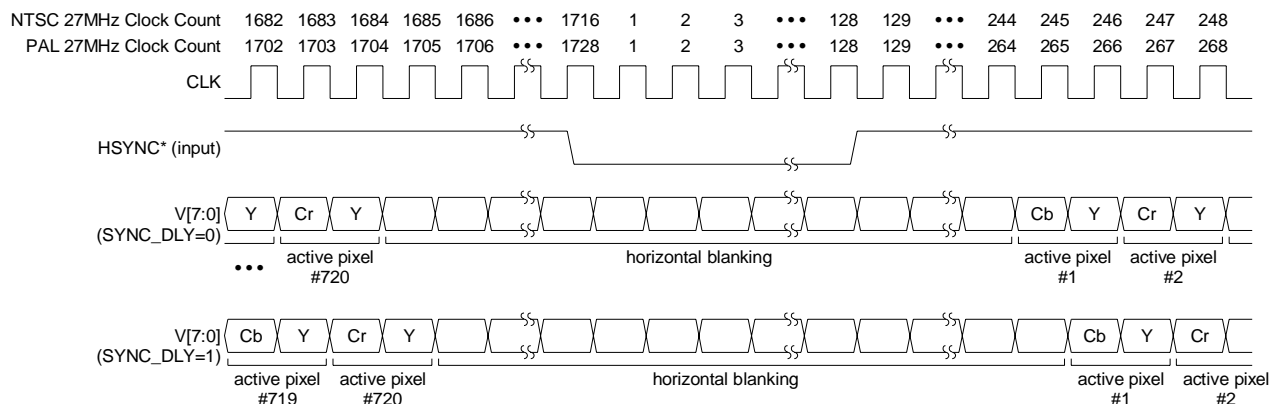 NTSC 27MHz Clock Count 1682 1683 1684 1685 1686 ••• 1716 1 2 3 ••• 128 129 ••• 244 245 246 247 248
PAL 27MHz Clock Count 1702 1703 1704 1705 1706 ••• 1728 1 2 3 ••• 128 129 ••• 264 265 266 267 268
CLK
HSYNC* (input)
V[7:0] Y Cr Y Cb Y Cr Y
(SYNC_DLY=0)
••• active pixel horizontal blanking active pixel active pixel
#720 #1 #2
V[7:0] Cb Y Cr Y Cb Y Cr
(SYNC_DLY=1)
active pixel active pixel horizontal blanking active pixel active pixel
#719 #720 #1 #2